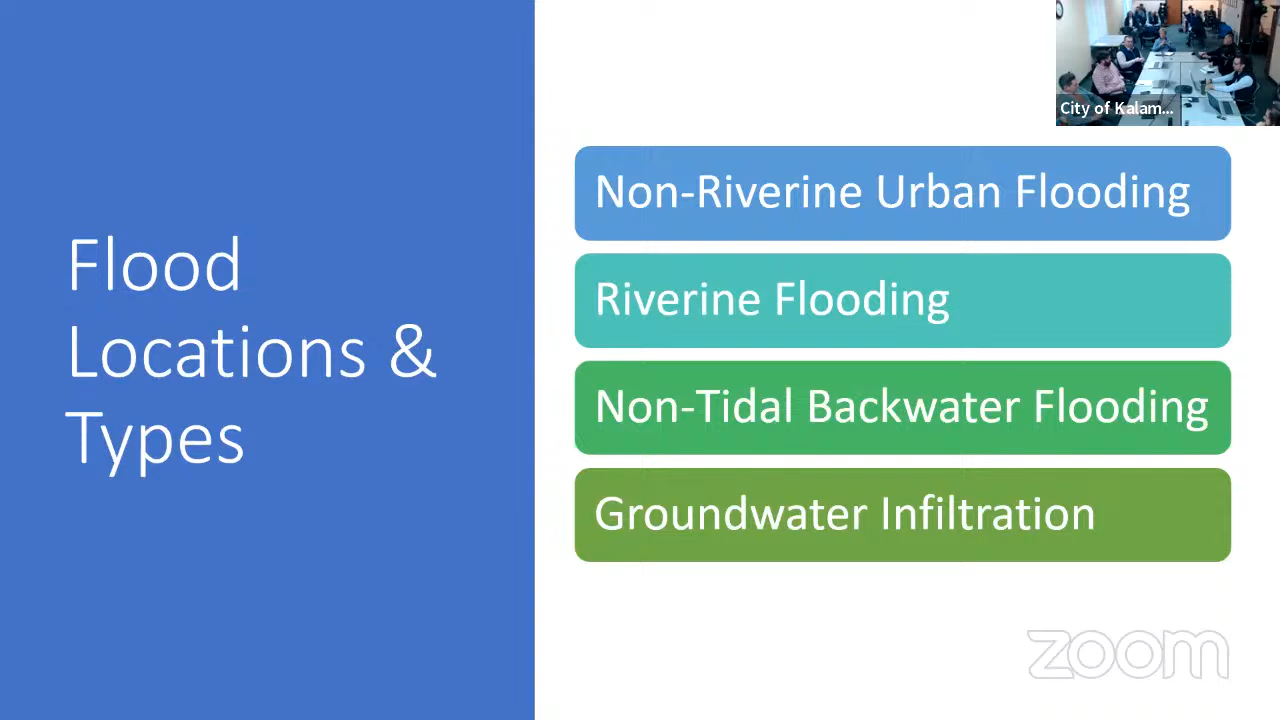 City of Kalam...
Flood
Locations &
Types
Non-Riverine Urban Flooding
Riverine Flooding
Non-Tidal Backwater Flooding
Groundwater Infiltration
zoom